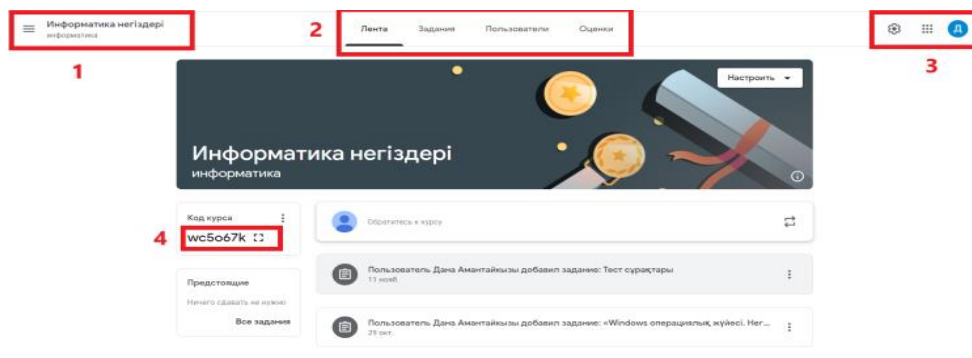 Информатика негіздері
информатика
1
2
Лента Задания Пользователи Оценки
Д
3
Настроить
Информатика негіздері
информатика
Код курса
4
wc5o67k
Обратитесь к курсу
Пользователь Дана Амантайкызы добавил задание: Тест сұрақтары
11 нояб.
Предстоящие
Ничего сдавать не нужно
Все задания
Пользователь Дана Амантайкызы добавил задание: «Windows операциялық жүйесі. Нег...
29 окт.